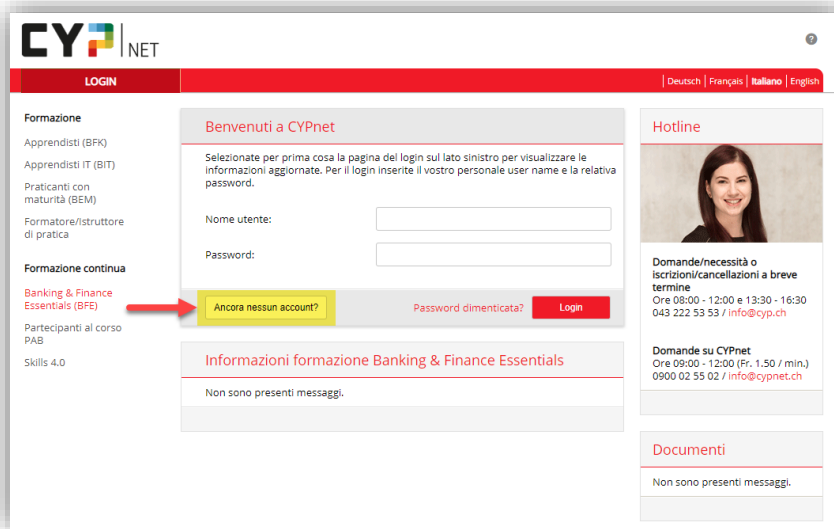 CYP NET
LOGIN
Deutsch | Français | Italiano | English
Formazione
Apprendisti (BFK)
Apprendisti IT (BIT)
Praticanti con
maturità (BEM)
Formatore/Istruttore
di pratica
Formazione continua
Banking & Finance
Essentials (BFE)
Partecipanti al corso
PAB
Skills 4.0
Benvenuti a CYPnet
Selezionate per prima cosa la pagina del login sul lato sinistro per visualizzare le
informazioni aggiornate. Per il login inserite il vostro personale user name e la relativa
password.
Nome utente:
Password:
Ancora nessun account?
Password dimenticata?
Login
Informazioni formazione Banking & Finance Essentials
Non sono presenti messaggi.
Hotline
Domande/necessità o
iscrizioni/cancellazioni a breve
termine
Ore 08:00 - 12:00 e 13:30 - 16:30
043 222 53 53 / info@cyp.ch
Domande su CYPnet
Ore 09:00 - 12:00 (Fr. 1.50 / min.)
0900 02 55 02 / info@cypnet.ch
Documenti
Non sono presenti messaggi.